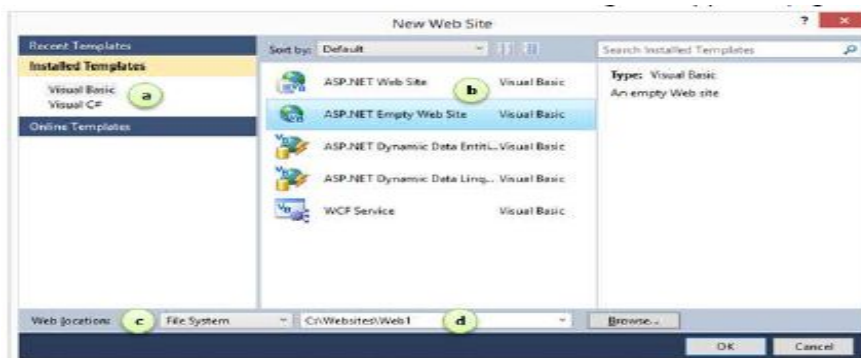 New Web Site
?
×
Recent Templates
Installed Templates
Visual Basic
Visual C#
a
Online Templates
Sort by: Default
ASP.NET Web Site b Visual Basic
ASP.NET Empty Web Site Visual Basic
ASP.NET Dynamic Data Entiti... Visual Basic
ASP.NET Dynamic Data Linq... Visual Basic
WCF Service Visual Basic
Search Installed Templates
Type: Visual Basic
An empty Web site
Web location: c File System C:\Websites\Web1 d Browse...
OK Cancel